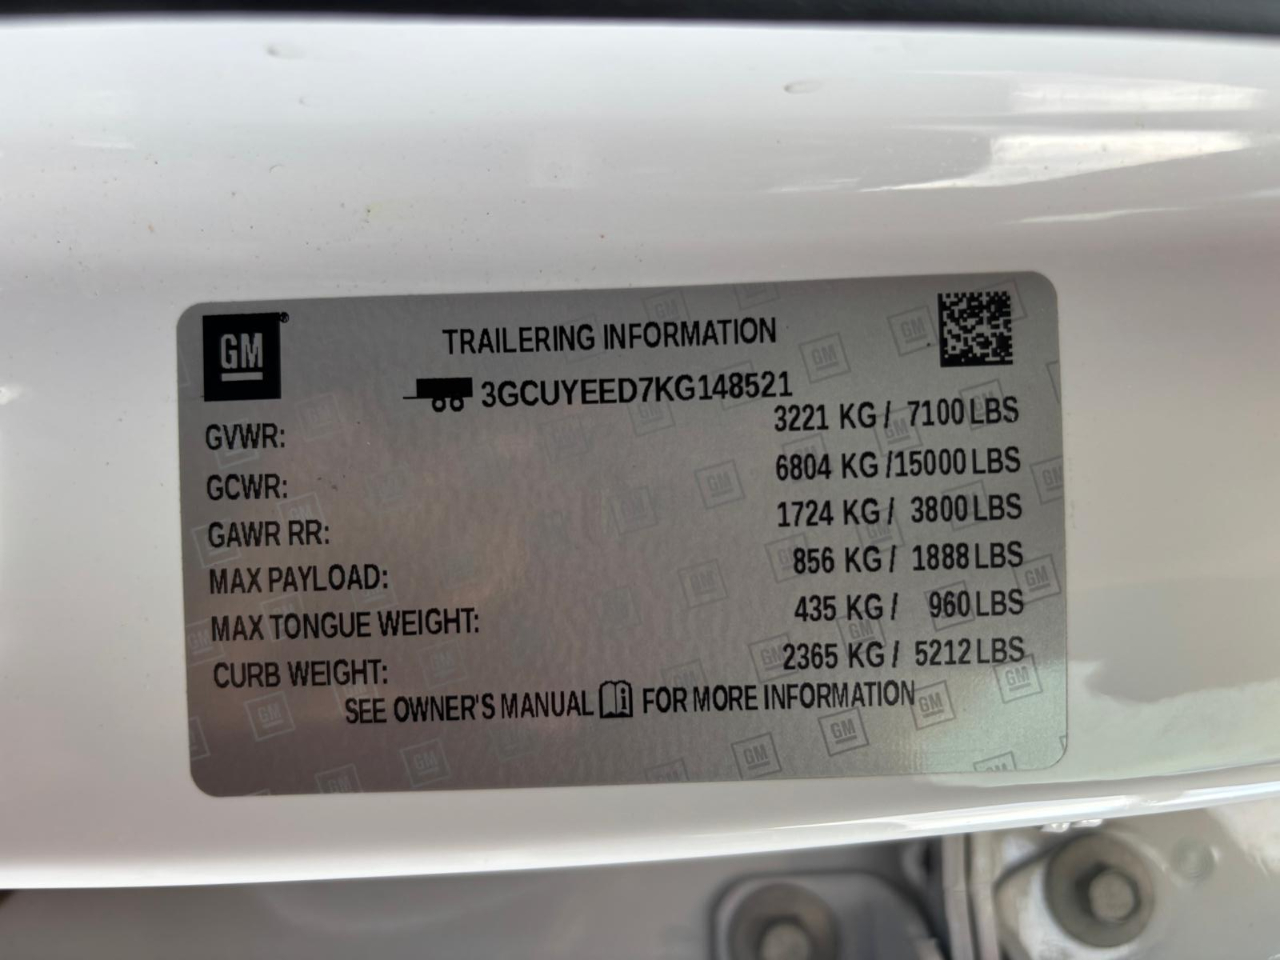 GM®
TRAILERING INFORMATION
3GCUYEED7KG148521
GVWR: 3221 KG / 7100 LBS
GCWR: 6804 KG /15000 LBS
GAWR RR: 1724 KG / 3800 LBS
MAX PAYLOAD: 856 KG / 1888 LBS
MAX TONGUE WEIGHT: 435 KG / 960 LBS
CURB WEIGHT: 2365 KG / 5212 LBS
SEE OWNER'S MANUAL FOR MORE INFORMATION